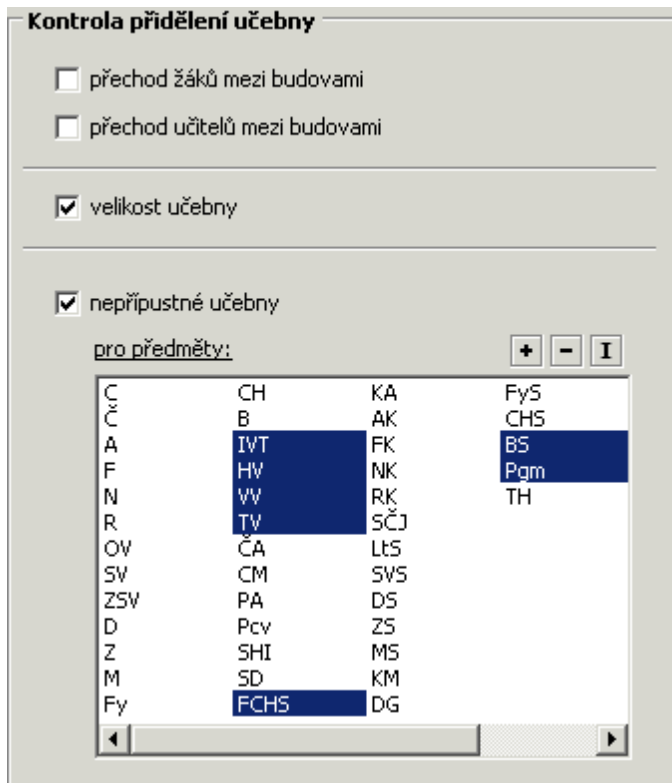 Kontrola přidělení učebny
přechod žáků mezi budovami
přechod učitelů mezi budovami
velikost učebny
nepřípustné učebny
pro předměty: + - I
C CH KA FyS
Č B AK CHS
A IVT FK BS
F HV NK Pgm
N VV RK TH
R TV SČJ
OV ČA LtS
SV CM SVS
ZSV PA DS
D Pcv ZS
Z SHI MS
M SD KM
Fy FCHS DG